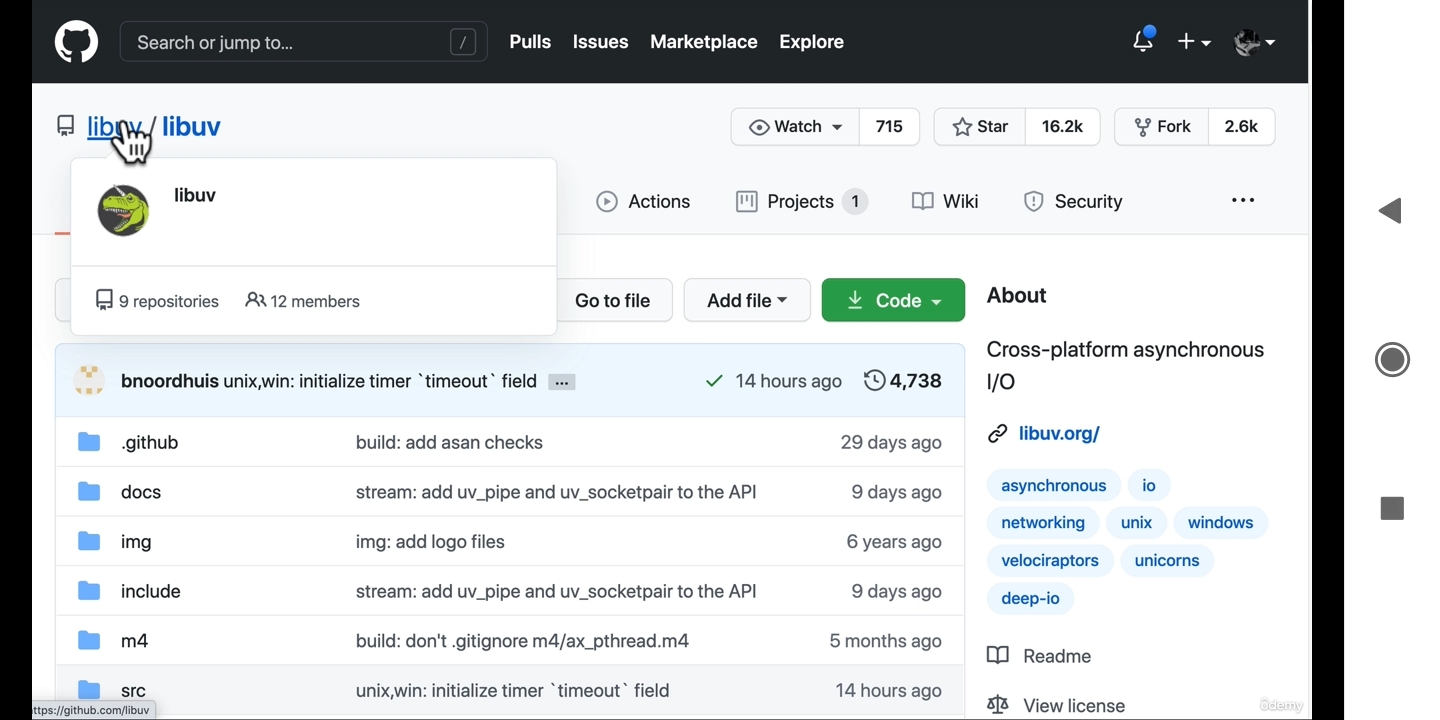 Search or jump to... / Pulls Issues Marketplace Explore
libuv / libuv Watch 715 Star 16.2k Fork 2.6k
libuv
Actions Projects 1 Wiki Security ...
9 repositories 12 members
Go to file Add file Code
About
Cross-platform asynchronous
I/O
libuv.org/
asynchronous io
networking unix windows
velociraptors unicorns
deep-io
Readme
View license
bnoordhuis unix,win: initialize timer `timeout` field ... 14 hours ago 4,738
.github build: add asan checks 29 days ago
docs stream: add uv_pipe and uv_socketpair to the API 9 days ago
img img: add logo files 6 years ago
include stream: add uv_pipe and uv_socketpair to the API 9 days ago
m4 build: don't .gitignore m4/ax_pthread.m4 5 months ago
src unix,win: initialize timer `timeout` field 14 hours ago
ttps://github.com/libuv
ûdemy